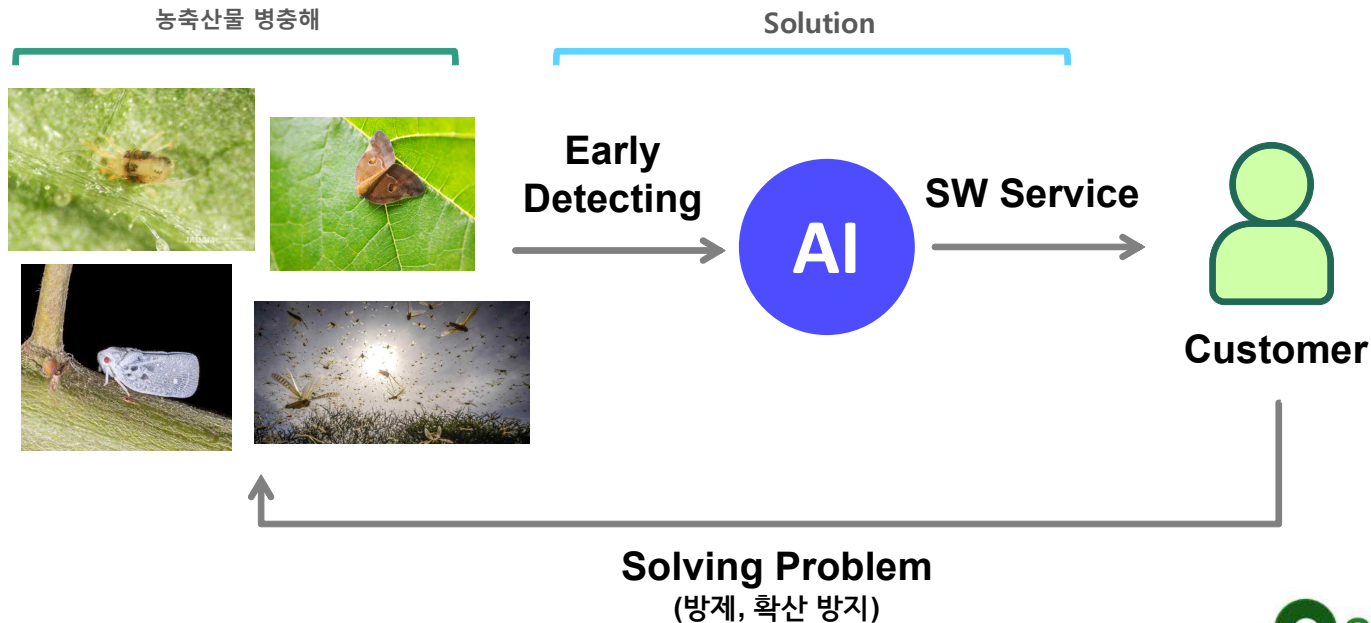 농축산물 병충해
Solution
Early
Detecting
AI
SW Service
Customer
Solving Problem
(방제, 확산 방지)